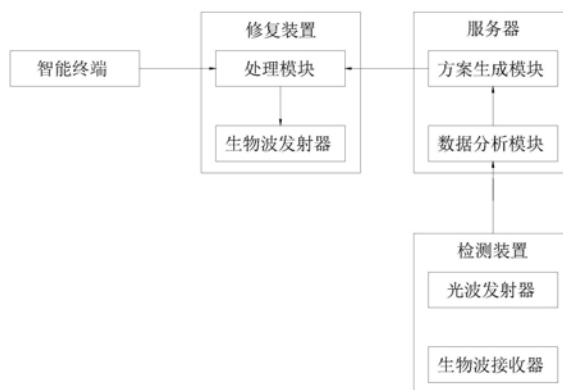 修复装置
服务器
智能终端
处理模块
方案生成模块
生物波发射器
数据分析模块
检测装置
光波发射器
生物波接收器